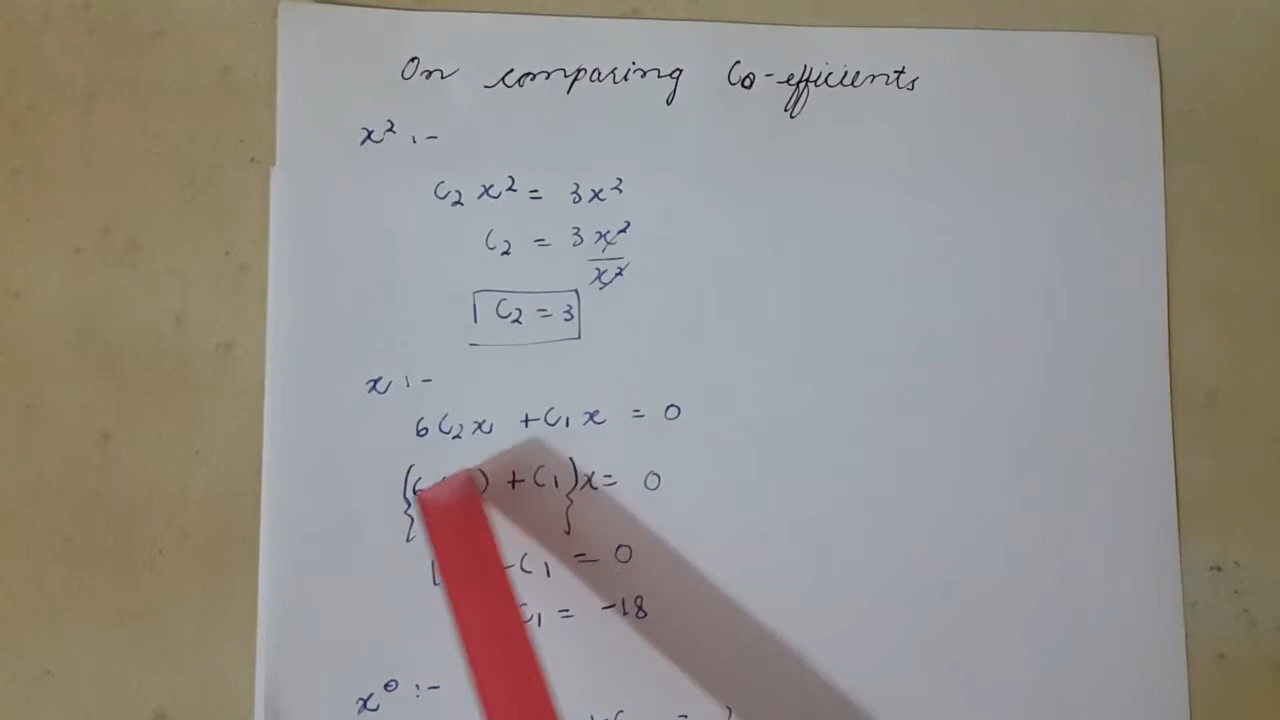 On comparing Co-efficients
x² :-
C₂ x² = 3x²
C₂ = 3x²
x²
C₂ = 3
x :-
6C₂x + C₁x = 0
) + C₁}x = 0
C₁ = 0
C₁ = -18
x⁰ :-